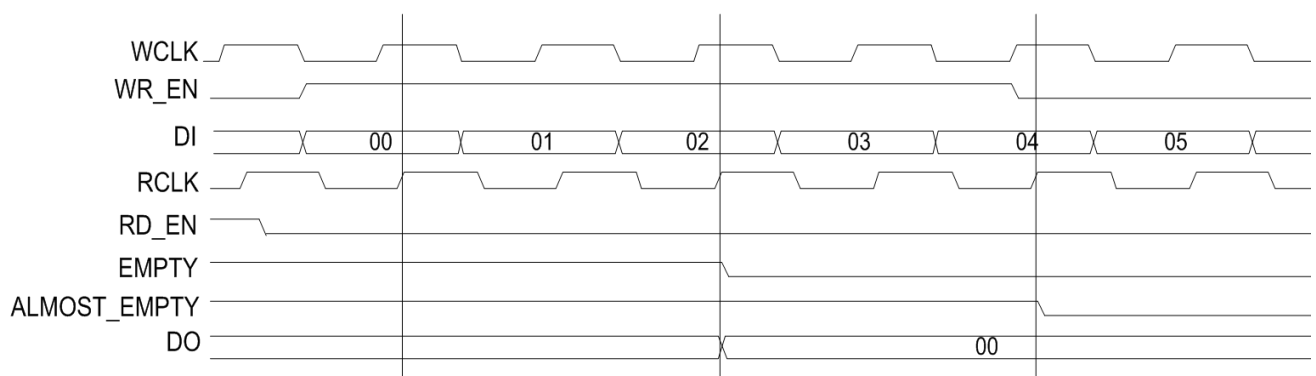 WCLK
WR_EN
DI 00 01 02 03 04 05
RCLK
RD_EN
EMPTY
ALMOST_EMPTY
DO 00